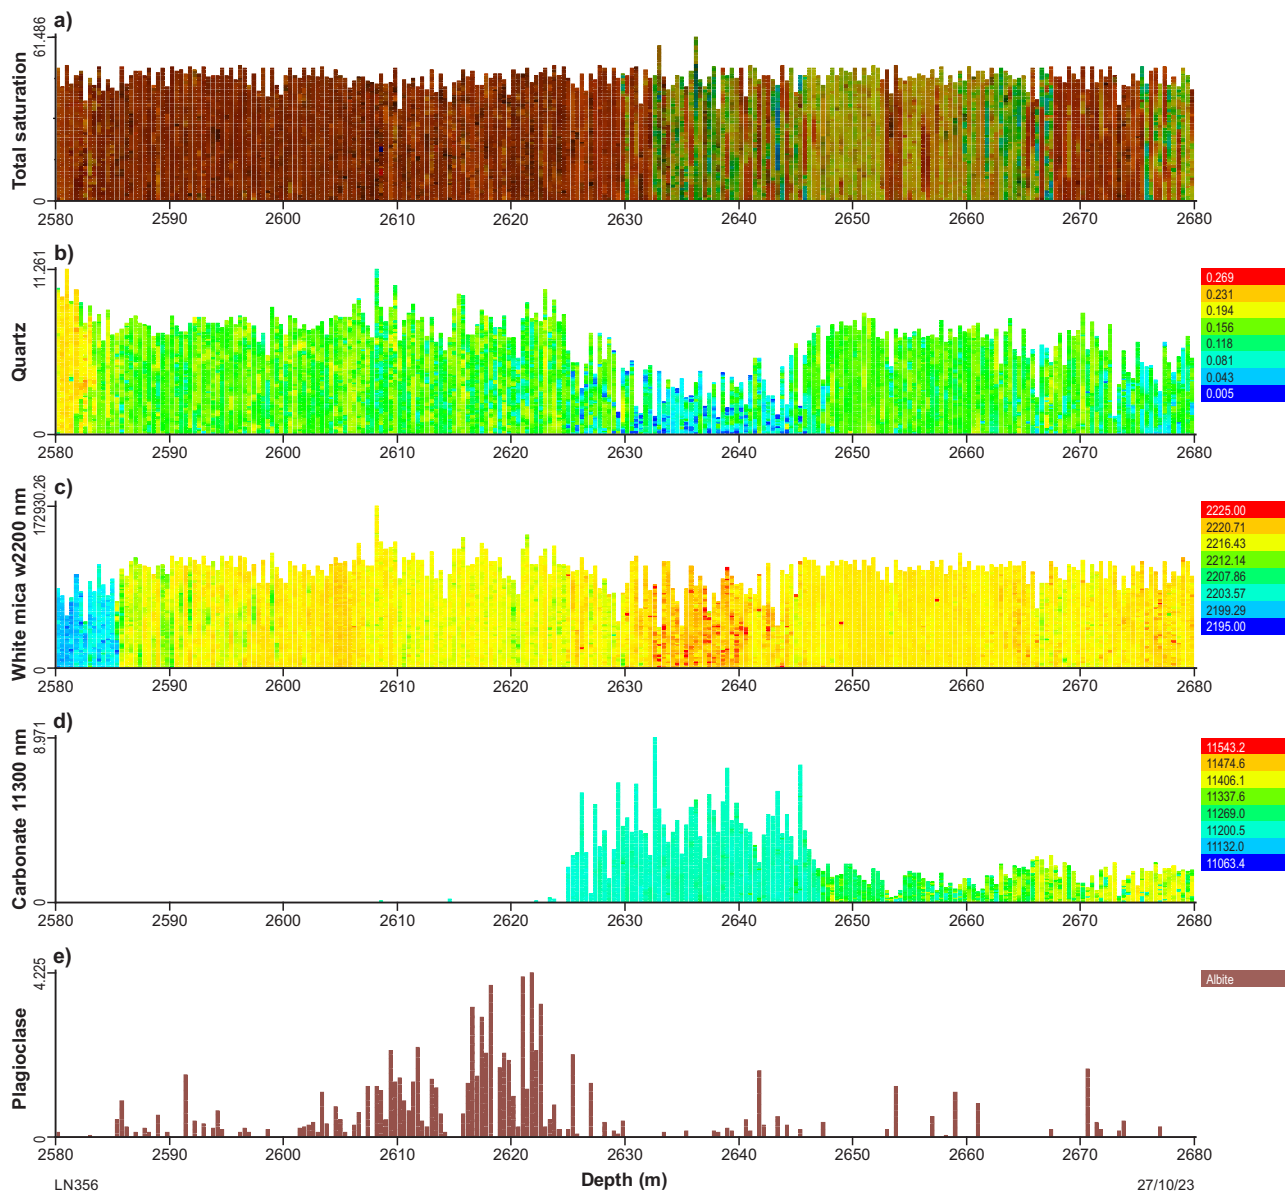 a)
Total saturation
61.486
0
2580 2590 2600 2610 2620 2630 2640 2650 2660 2670 2680
b)
Quartz
11.261
0
2580 2590 2600 2610 2620 2630 2640 2650 2660 2670 2680
0.269
0.231
0.194
0.156
0.118
0.081
0.043
0.005
c)
White mica w2200 nm
172930.26
0
2580 2590 2600 2610 2620 2630 2640 2650 2660 2670 2680
2225.00
2220.71
2216.43
2212.14
2207.86
2203.57
2199.29
2195.00
d)
Carbonate 11300 nm
8.971
0
2580 2590 2600 2610 2620 2630 2640 2650 2660 2670 2680
11543.2
11474.6
11406.1
11337.6
11269.0
11200.5
11132.0
11063.4
e)
Plagioclase
4.225
0
2580 2590 2600 2610 2620 2630 2640 2650 2660 2670 2680
Albite
Depth (m)
LN356
27/10/23